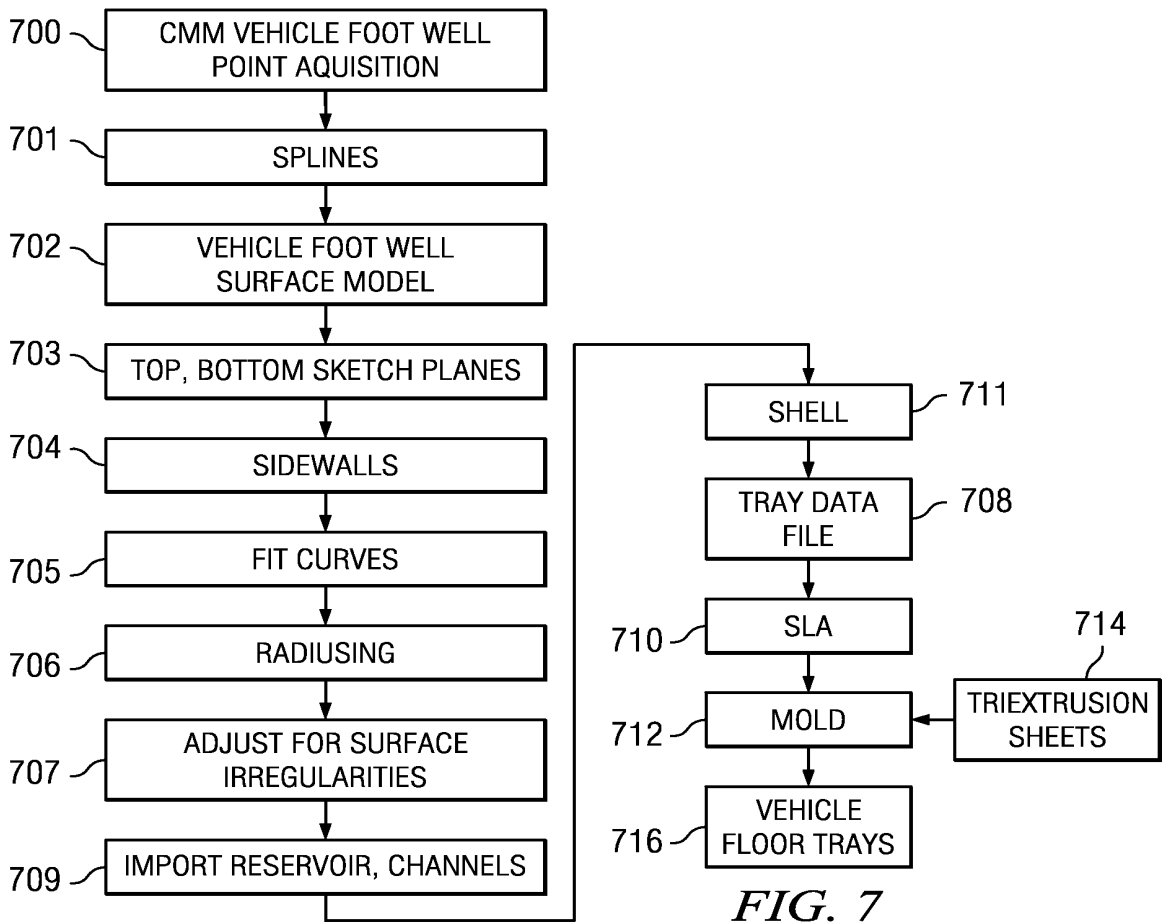 700
CMM VEHICLE FOOT WELL
POINT AQUISITION
701
SPLINES
702
VEHICLE FOOT WELL
SURFACE MODEL
703
TOP, BOTTOM SKETCH PLANES
704
SIDEWALLS
705
FIT CURVES
706
RADIUSING
707
ADJUST FOR SURFACE
IRREGULARITIES
709
IMPORT RESERVOIR, CHANNELS
SHELL
711
TRAY DATA
FILE
708
710
SLA
714
TRIEXTRUSION
SHEETS
712
MOLD
716
VEHICLE
FLOOR TRAYS
FIG. 7